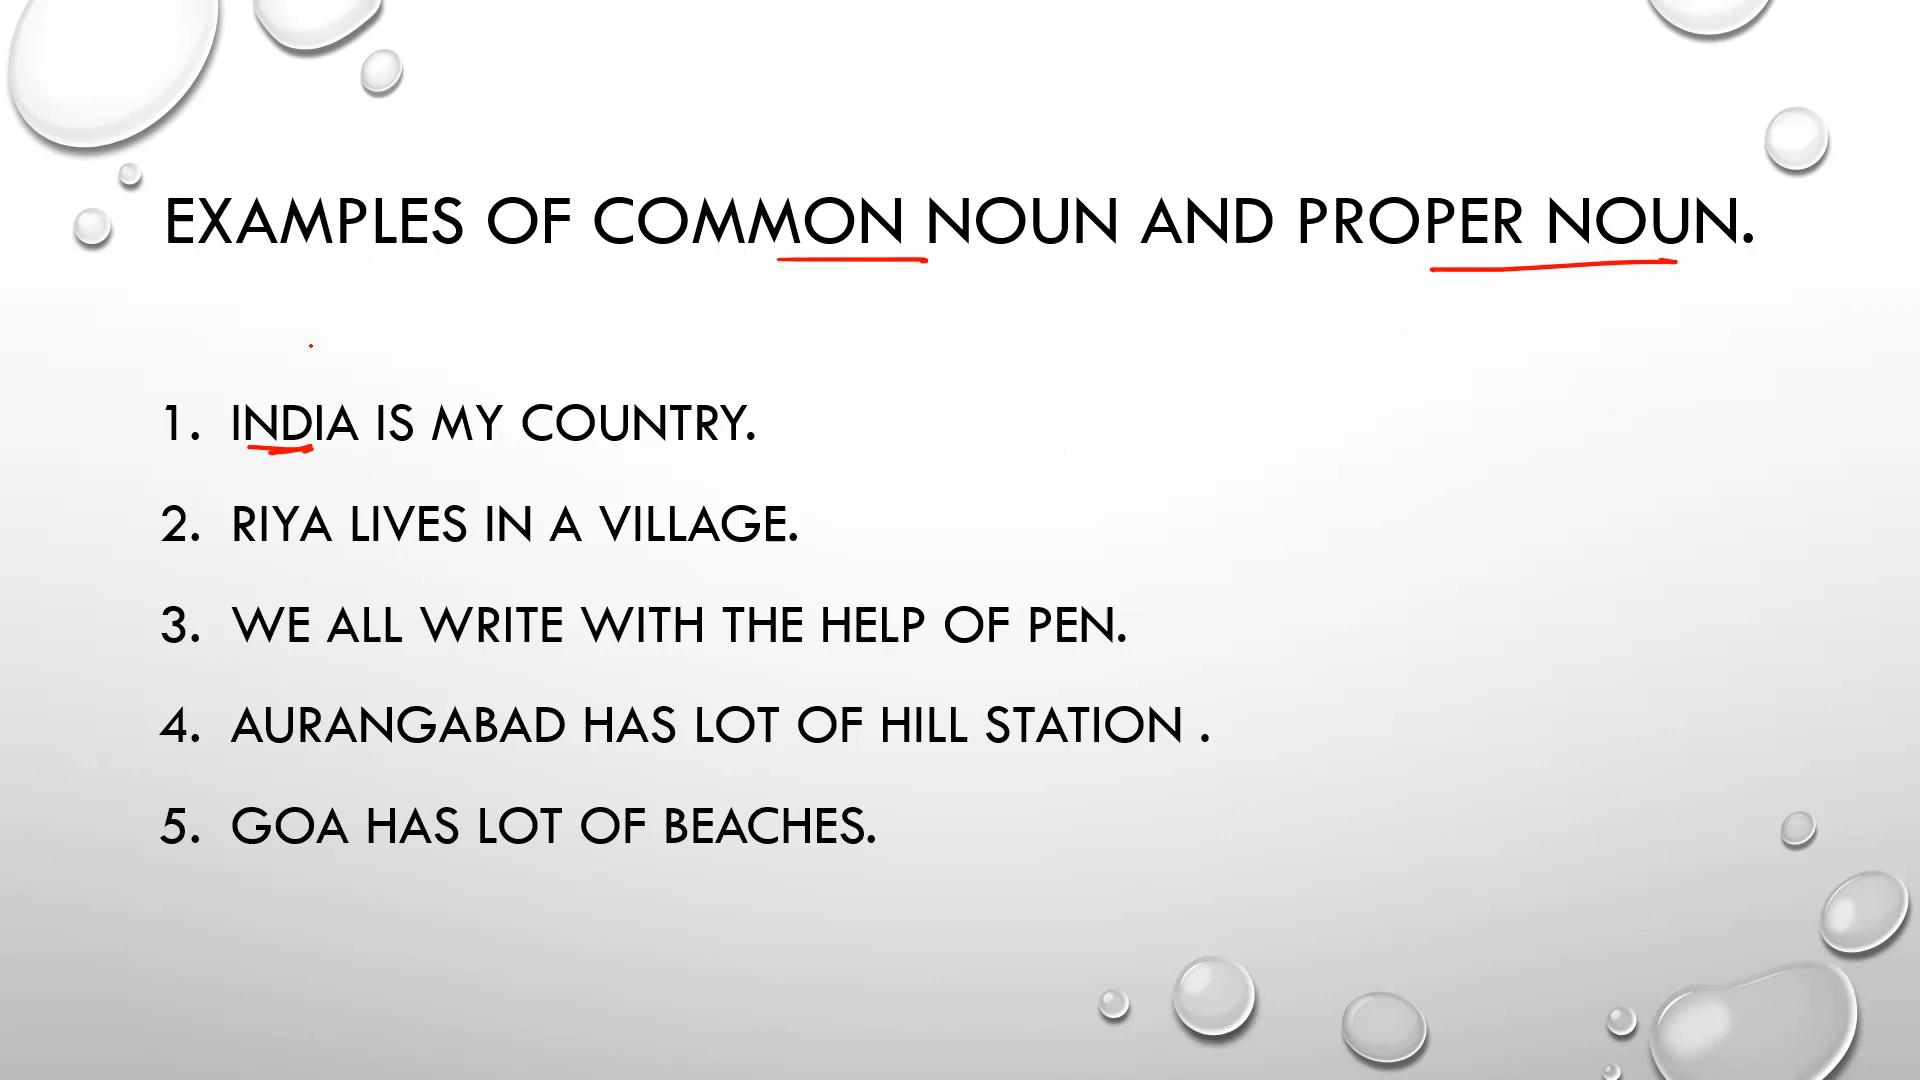 EXAMPLES OF COMMON NOUN AND PROPER NOUN.
1. INDIA IS MY COUNTRY.
2. RIYA LIVES IN A VILLAGE.
3. WE ALL WRITE WITH THE HELP OF PEN.
4. AURANGABAD HAS LOT OF HILL STATION .
5. GOA HAS LOT OF BEACHES.